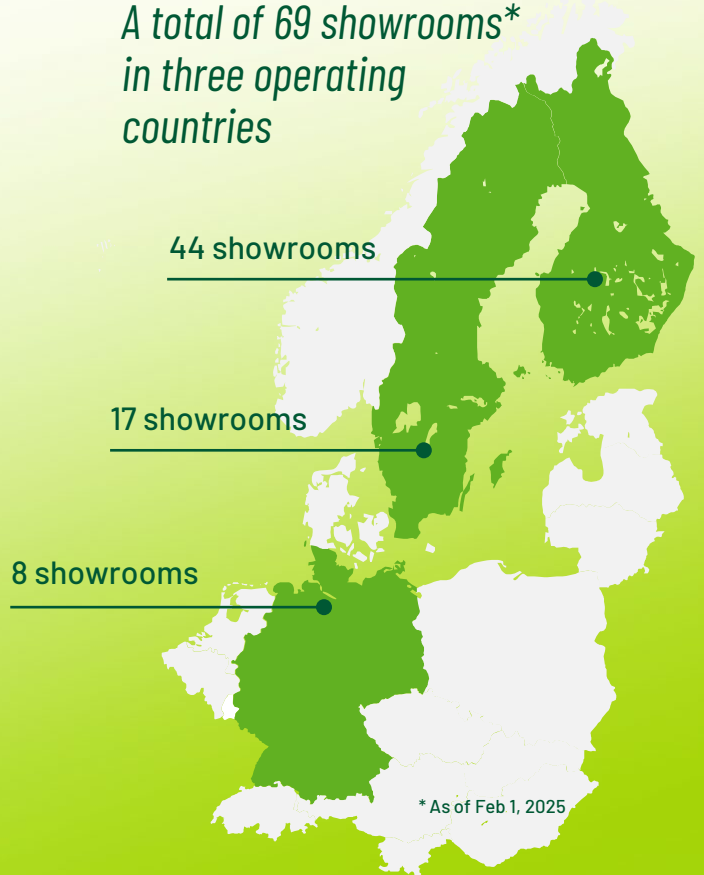 A total of 69 showrooms*
in three operating
countries
44 showrooms
17 showrooms
8 showrooms
* As of Feb 1, 2025